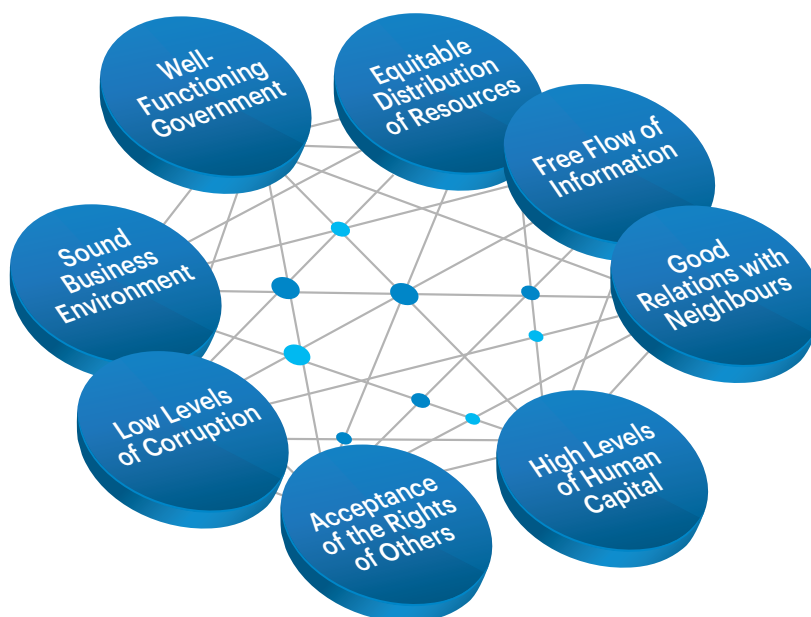 Well-
Functioning
Government
Equitable
Distribution
of Resources
Free Flow of
Information
Good
Relations with
Neighbours
High Levels
of Human
Capital
Acceptance
of the Rights
of Others
Low Levels
of Corruption
Sound
Business
Environment